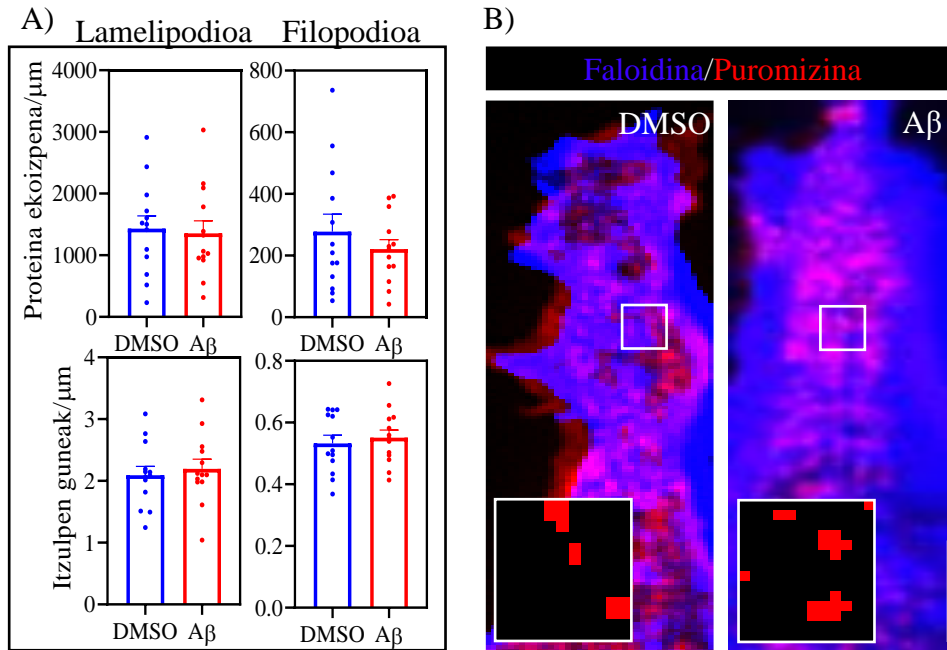 A)
Lamelipodioa
Filopodioa
Proteina ekoizpena/µm
4000
3000
2000
1000
0
DMSO Aβ
800
600
400
200
0
DMSO Aβ
Itzulpen guneak/µm
4
3
2
1
0
DMSO Aβ
0.8
0.6
0.4
0.2
0.0
DMSO Aβ
B)
Faloidina/Puromizina
DMSO
Aβ